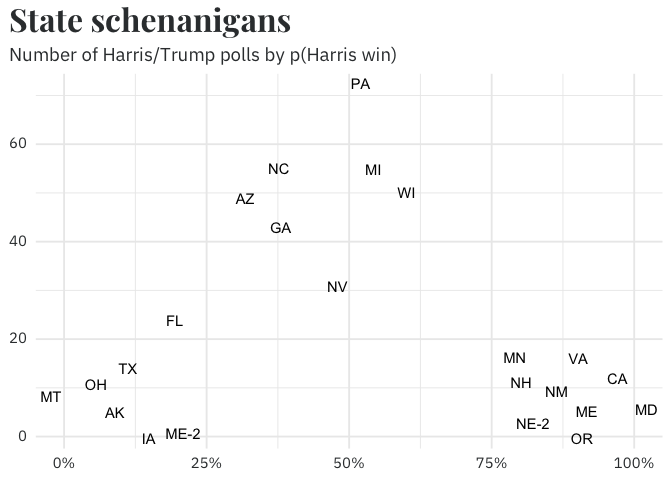 State schenanigans
Number of Harris/Trump polls by p(Harris win)
PA
60
NC
MI
WI
AZ
GA
40
NV
FL
20
MN
VA
TX
CA
NH
OH
NM
MT
MD
AK
ME
NE-2
ME-2
IA
OR
0
0%
25%
50%
75%
100%